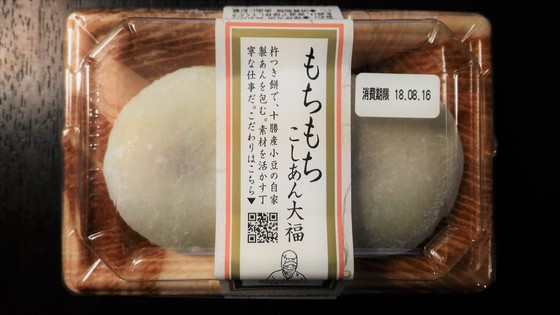 もちもち
こしあん大福
杵つき餅で、十勝産小豆の自家
製あんを包む。素材を活かす丁
寧な仕事だ。こだわりはこちら▼
消費期限 18.08.16